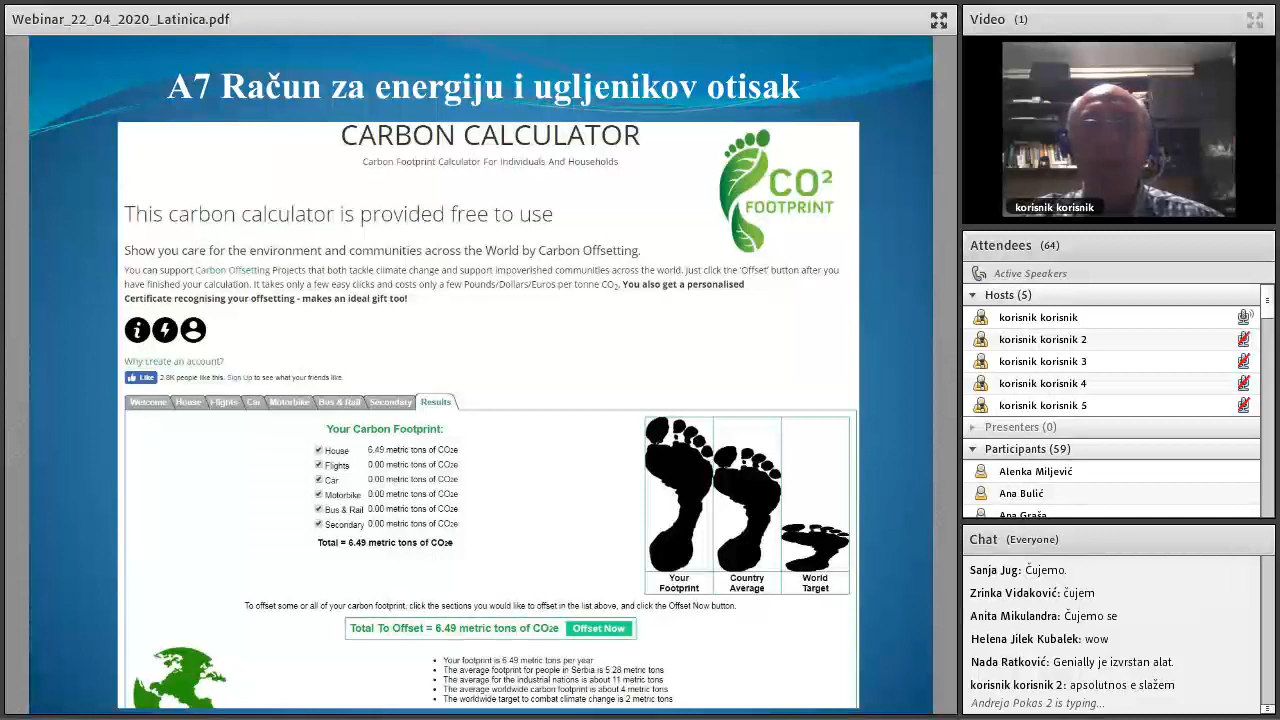 Webinar_22_04_2020_Latinica.pdf
A7 Račun za energiju i ugljenikov otisak
CARBON CALCULATOR
Carbon Footprint Calculator For Individuals And Households
CO²
FOOTPRINT
This carbon calculator is provided free to use
Show you care for the environment and communities across the World by Carbon Offsetting.
You can support Carbon Offsetting Projects that both tackle climate change and support impoverished communities across the world, just click the 'Offset' button after you
have finished your calculation. It takes only a few easy clicks and costs only a few Pounds/Dollars/Euros per tonne CO₂. You also get a personalised
Certificate recognising your offsetting - makes an ideal gift too!
Why create an account?
Like 2.8K people like this. Sign Up to see what your friends like.
Welcome House Flights Car Motorbike Bus & Rail Secondary Results
Your Carbon Footprint:
House 6.49 metric tons of CO2e
Flights 0.00 metric tons of CO2e
Car 0.00 metric tons of CO2e
Motorbike 0.00 metric tons of CO2e
Bus & Rail 0.00 metric tons of CO2e
Secondary 0.00 metric tons of CO2e
Total = 6.49 metric tons of CO2e
Your
Footprint
Country
Average
World
Target
To offset some or all of your carbon footprint, click the sections you would like to offset in the list above, and click the Offset Now button.
Total To Offset = 6.49 metric tons of CO2e Offset Now
Your footprint is 6.49 metric tons per year
The average footprint for people in Serbia is 5.28 metric tons
The average for the industrial nations is about 11 metric tons
The average worldwide carbon footprint is about 4 metric tons
The worldwide target to combat climate change is 2 metric tons
Video (1)
korisnik korisnik
Attendees (64)
Active Speakers
Hosts (5)
korisnik korisnik
korisnik korisnik 2
korisnik korisnik 3
korisnik korisnik 4
korisnik korisnik 5
Presenters (0)
Participants (59)
Alenka Miljević
Ana Bulić
Ana Graša
Chat (Everyone)
Sanja Jug: Čujemo.
Zrinka Vidaković: čujem
Anita Mikulandra: Čujemo se
Helena Jilek Kubalek: wow
Nada Ratković: Genially je izvrstan alat.
korisnik korisnik 2: apsolutnos e slažem
Andreja Pokas 2 is typing...